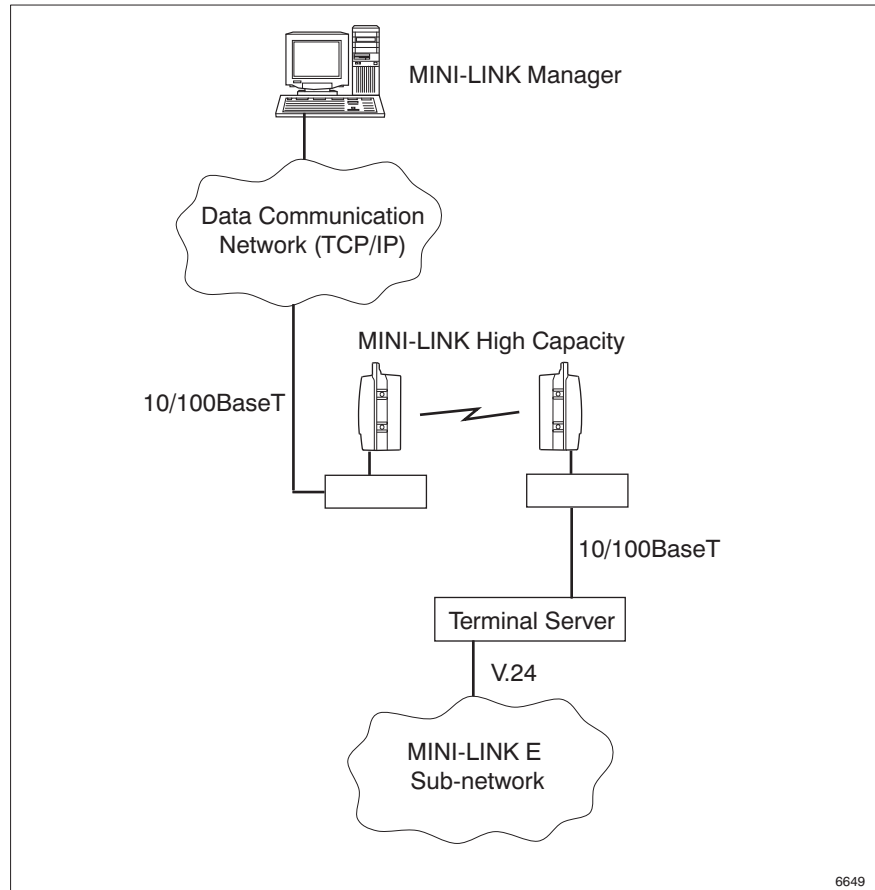 MINI-LINK Manager
Data Communication
Network (TCP/IP)
MINI-LINK High Capacity
10/100BaseT
10/100BaseT
Terminal Server
V.24
MINI-LINK E
Sub-network
6649